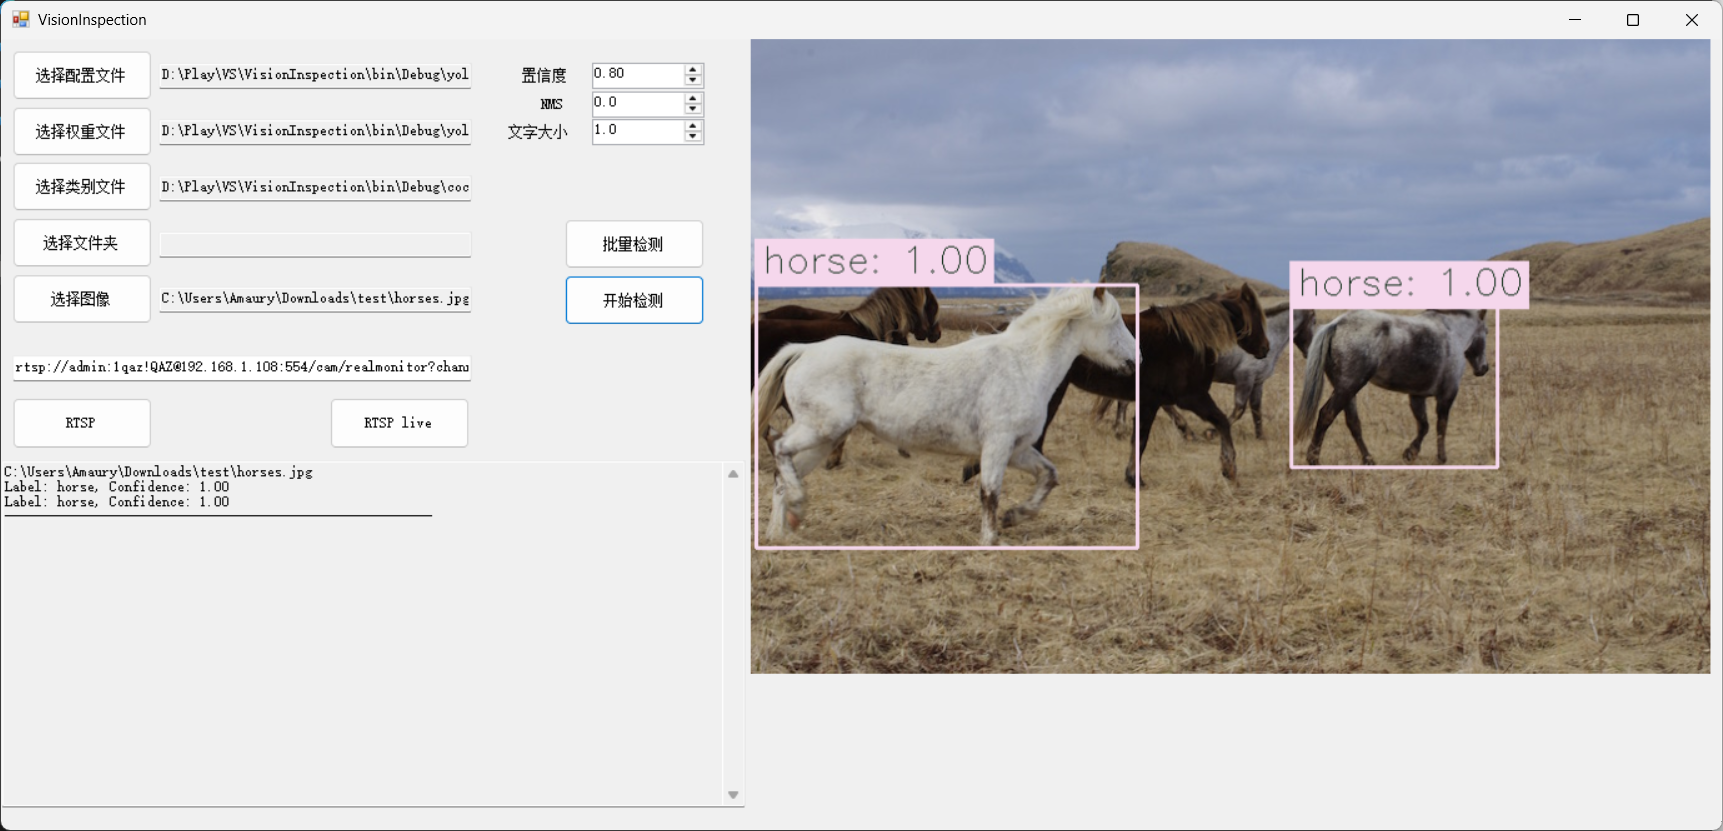 VisionInspection
选择配置文件 D:\Play\VS\VisionInspection\bin\Debug\yol
置信度 0.80
NMS 0.0
选择权重文件 D:\Play\VS\VisionInspection\bin\Debug\yol
文字大小 1.0
选择类别文件 D:\Play\VS\VisionInspection\bin\Debug\coc
选择文件夹
批量检测
选择图像 C:\Users\Amaury\Downloads\test\horses.jpg
开始检测
rtsp://admin:1qaz!QAZ@192.168.1.108:554/cam/realmonitor?chan
RTSP
RTSP live
C:\Users\Amaury\Downloads\test\horses.jpg
Label: horse, Confidence: 1.00
Label: horse, Confidence: 1.00
horse: 1.00
horse: 1.00